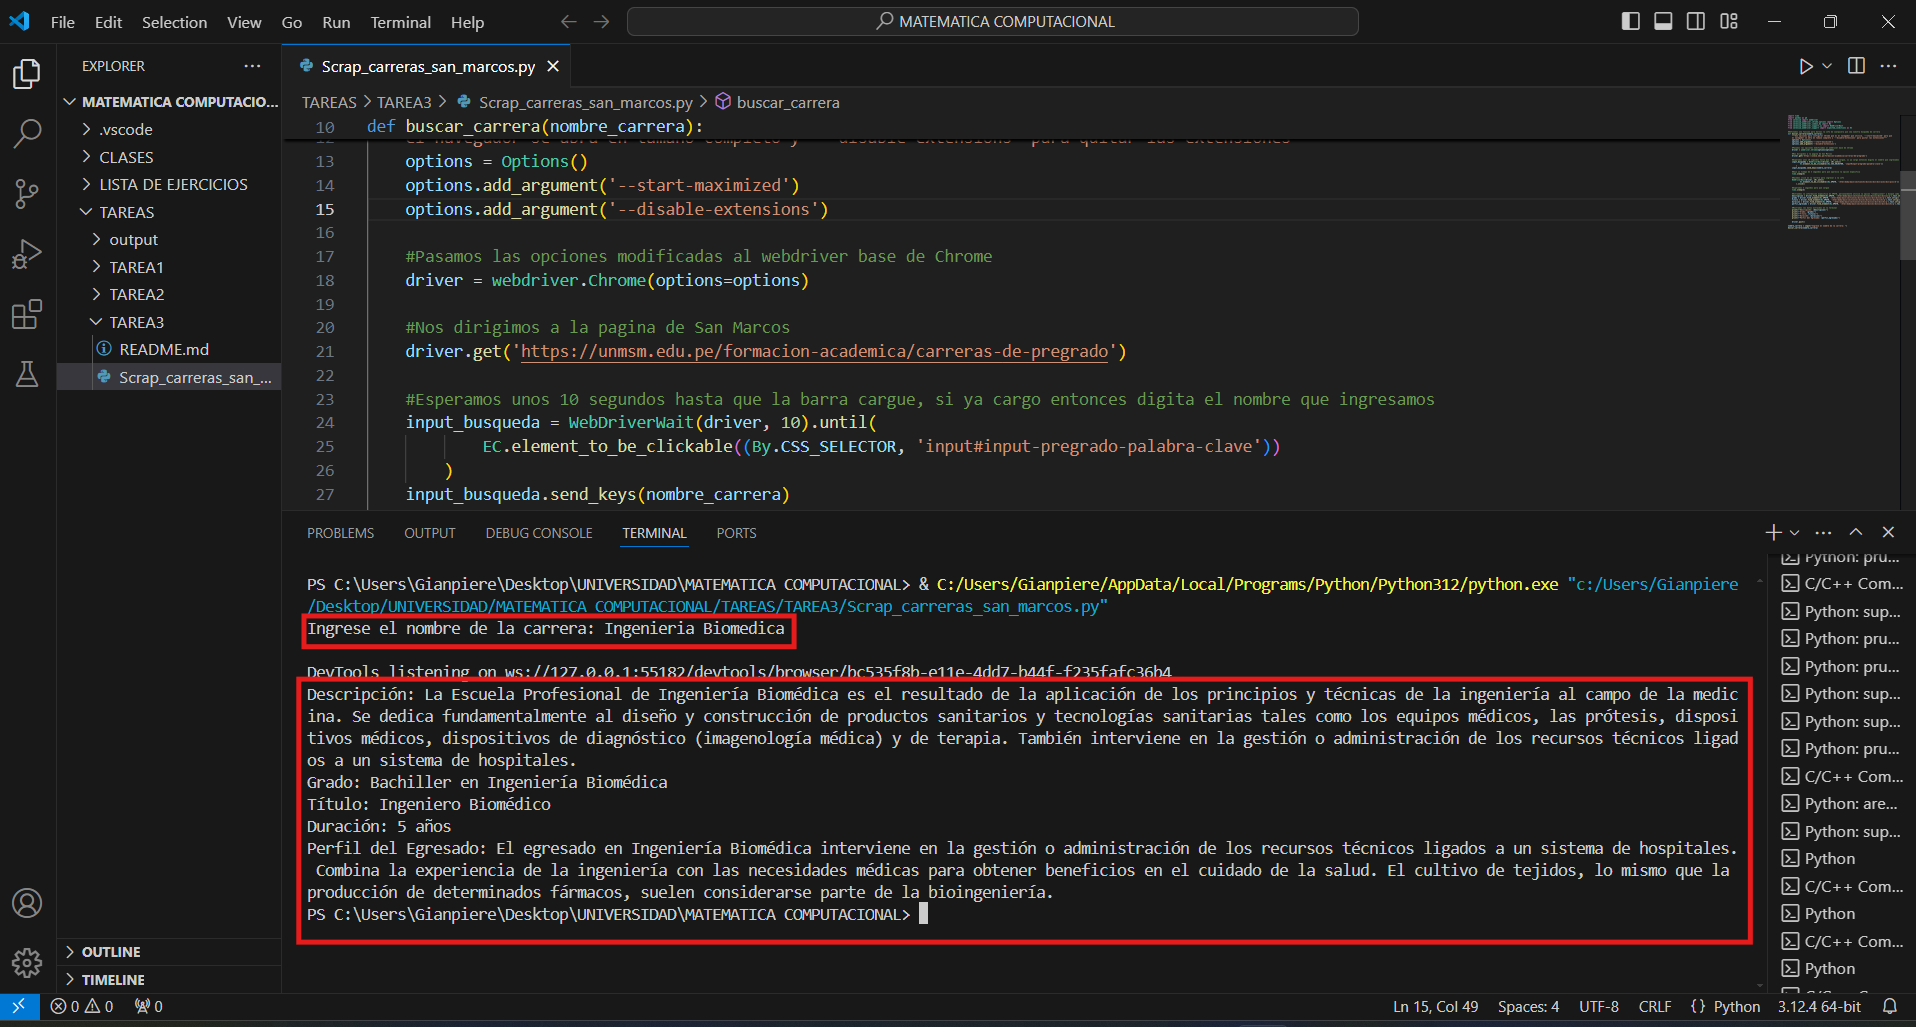 File Edit Selection View Go Run Terminal Help
MATEMATICA COMPUTACIONAL
EXPLORER
MATEMATICA COMPUTACIO...
.vscode
CLASES
LISTA DE EJERCICIOS
TAREAS
output
TAREA1
TAREA2
TAREA3
README.md
Scrap_carreras_san_...
OUTLINE
TIMELINE
Scrap_carreras_san_marcos.py
TAREAS > TAREA3 > Scrap_carreras_san_marcos.py > buscar_carrera
10 def buscar_carrera(nombre_carrera):
13 options = Options()
14 options.add_argument('--start-maximized')
15 options.add_argument('--disable-extensions')
16
17 #Pasamos las opciones modificadas al webdriver base de Chrome
18 driver = webdriver.Chrome(options=options)
19
20 #Nos dirigimos a la pagina de San Marcos
21 driver.get('https://unmsm.edu.pe/formacion-academica/carreras-de-pregrado')
22
23 #Esperamos unos 10 segundos hasta que la barra cargue, si ya cargo entonces digita el nombre que ingresamos
24 input_busqueda = WebDriverWait(driver, 10).until(
25 EC.element_to_be_clickable((By.CSS_SELECTOR, 'input#input-pregrado-palabra-clave'))
26 )
27 input_busqueda.send_keys(nombre_carrera)
PROBLEMS OUTPUT DEBUG CONSOLE TERMINAL PORTS
PS C:\Users\Gianpiere\Desktop\UNIVERSIDAD\MATEMATICA COMPUTACIONAL> & C:/Users/Gianpiere/AppData/Local/Programs/Python/Python312/python.exe "c:/Users/Gianpiere
/Desktop/UNIVERSIDAD/MATEMATICA COMPUTACIONAL/TAREAS/TAREA3/Scrap_carreras_san_marcos.py"
Ingrese el nombre de la carrera: Ingenieria Biomedica
DevTools listening on ws://127.0.0.1:55182/devtools/browser/bc535f8b-e11e-4dd7-b44f-f235fafc36b4
Descripción: La Escuela Profesional de Ingeniería Biomédica es el resultado de la aplicación de los principios y técnicas de la ingeniería al campo de la medic
ina. Se dedica fundamentalmente al diseño y construcción de productos sanitarios y tecnologías sanitarias tales como los equipos médicos, las prótesis, disposi
tivos médicos, dispositivos de diagnóstico (imagenología médica) y de terapia. También interviene en la gestión o administración de los recursos técnicos ligad
os a un sistema de hospitales.
Grado: Bachiller en Ingeniería Biomédica
Título: Ingeniero Biomédico
Duración: 5 años
Perfil del Egresado: El egresado en Ingeniería Biomédica interviene en la gestión o administración de los recursos técnicos ligados a un sistema de hospitales.
Combina la experiencia de la ingeniería con las necesidades médicas para obtener beneficios en el cuidado de la salud. El cultivo de tejidos, lo mismo que la
producción de determinados fármacos, suelen considerarse parte de la bioingeniería.
PS C:\Users\Gianpiere\Desktop\UNIVERSIDAD\MATEMATICA COMPUTACIONAL>
Python: pru...
C/C++ Com...
Python: sup...
Python: pru...
Python: pru...
Python: sup...
Python: sup...
Python: pru...
C/C++ Com...
Python: are...
Python: sup...
Python
C/C++ Com...
Python
C/C++ Com...
Python
0 0 0
Ln 15, Col 49 Spaces: 4 UTF-8 CRLF {} Python 3.12.4 64-bit